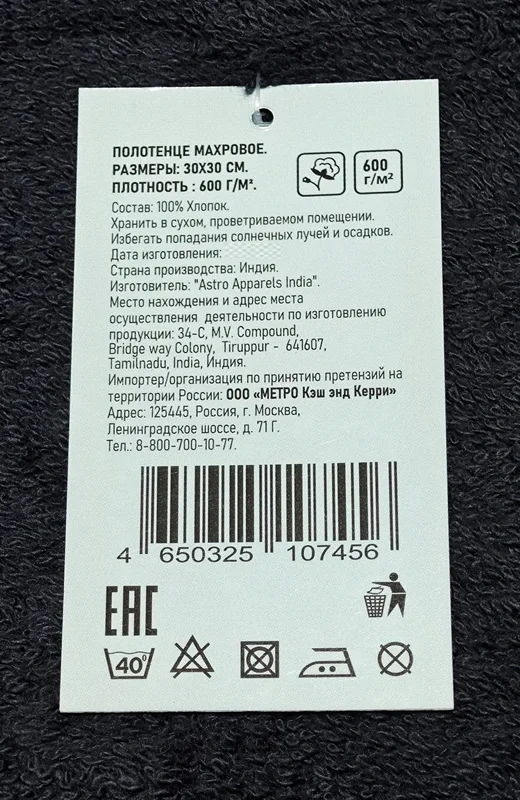 ПОЛОТЕНЦЕ МАХРОВОЕ.
РАЗМЕРЫ: 30Х30 СМ.
ПЛОТНОСТЬ : 600 Г/М².
600
г/м²
Состав: 100% Хлопок.
Хранить в сухом, проветриваемом помещении.
Избегать попадания солнечных лучей и осадков.
Дата изготовления:
Страна производства: Индия.
Изготовитель: "Astro Apparels India".
Место нахождения и адрес места
осуществления деятельности по изготовлению
продукции: 34-C, M.V. Compound,
Bridge way Colony, Tiruppur - 641607,
Tamilnadu, India, Индия.
Импортер/организация по принятию претензий на
территории России: ООО «МЕТРО Кэш энд Керри»
Адрес: 125445, Россия, г. Москва,
Ленинградское шоссе, д. 71 Г.
Тел.: 8-800-700-10-77.
4 650325 107456
EAC
40°